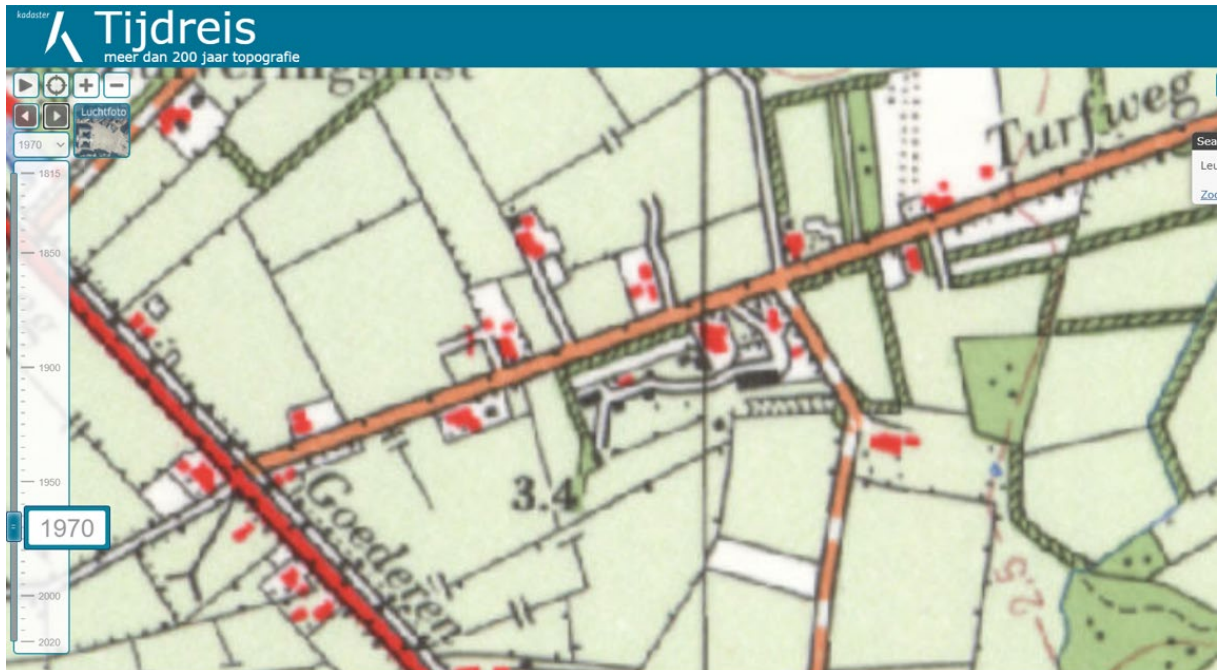 kadaster
Tijdreis
meer dan 200 jaar topografie
Luchtfoto
1970
1815
1850
1900
1950
1970
2000
2020
Turfweg
Goederen
3.4
2.5
Sea
Leu
Zoo